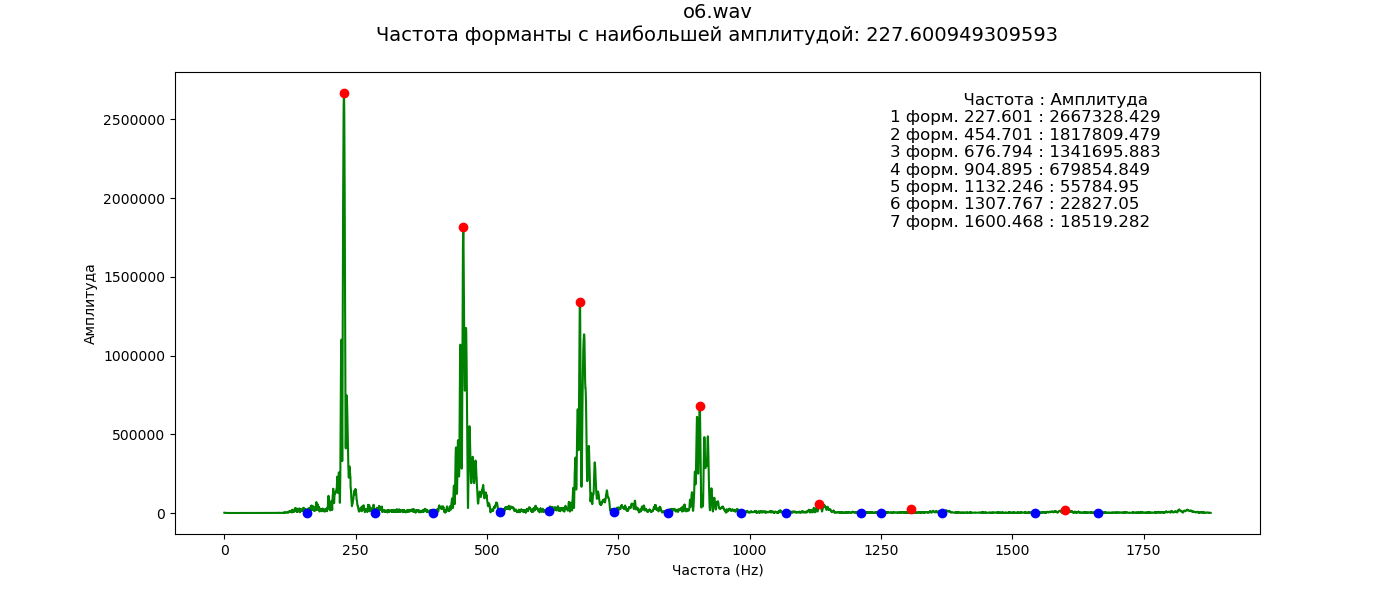 o6.wav
Частота форманты с наибольшей амплитудой: 227.600949309593
Частота : Амплитуда
1 форм. 227.601 : 2667328.429
2 форм. 454.701 : 1817809.479
3 форм. 676.794 : 1341695.883
4 форм. 904.895 : 679854.849
5 форм. 1132.246 : 55784.95
6 форм. 1307.767 : 22827.05
7 форм. 1600.468 : 18519.282
Амплитуда
2500000
2000000
1500000
1000000
500000
0
0 250 500 750 1000 1250 1500 1750
Частота (Hz)